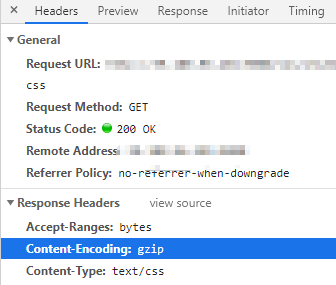 Headers Preview Response Initiator Timing
General
Request URL:
css
Request Method: GET
Status Code: 200 OK
Remote Address
Referrer Policy: no-referrer-when-downgrade
Response Headers view source
Accept-Ranges: bytes
Content-Encoding: gzip
Content-Type: text/css